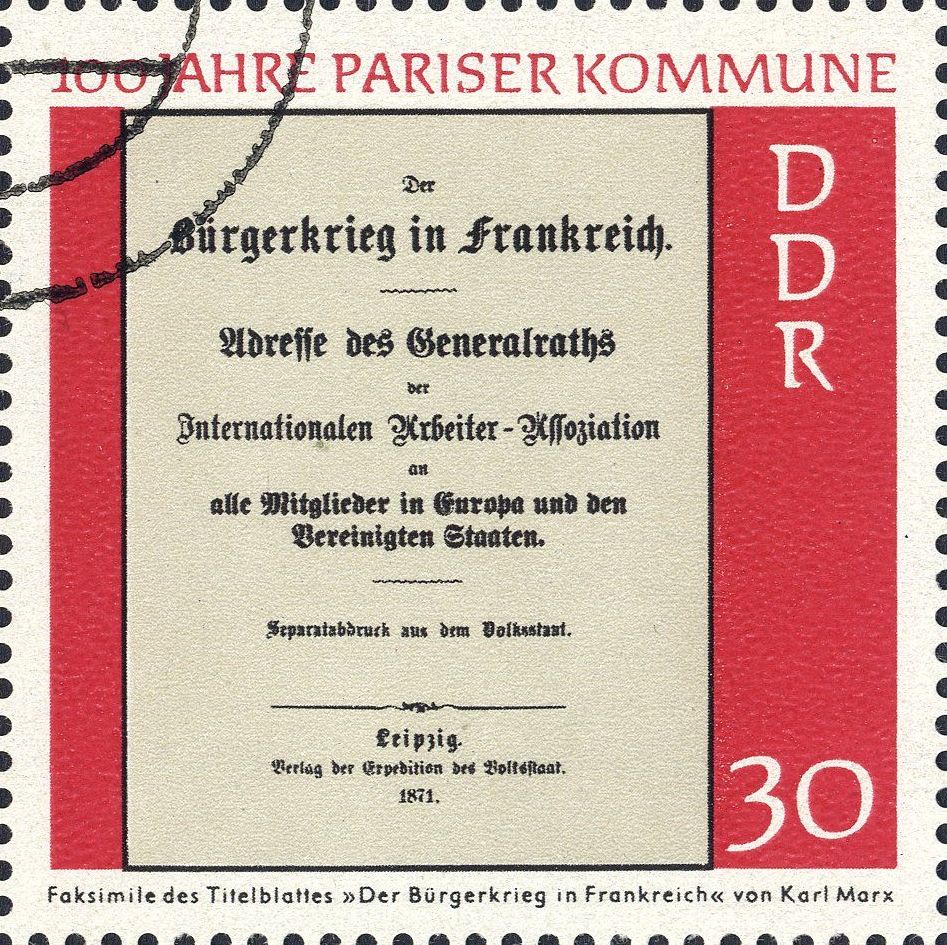 100 JAHRE PARISER KOMMUNE
DDR
Der
Bürgerkrieg in Frankreich.
Adresse des Generalraths
der
Internationalen Arbeiter-Assoziation
an
alle Mitglieder in Europa und den
Vereinigten Staaten.
Separatabdruck aus dem Volksstaat.
Leipzig.
Verlag der Expedition des Volksstaat.
1871.
30
Faksimile des Titelblattes »Der Bürgerkrieg in Frankreich« von Karl Marx